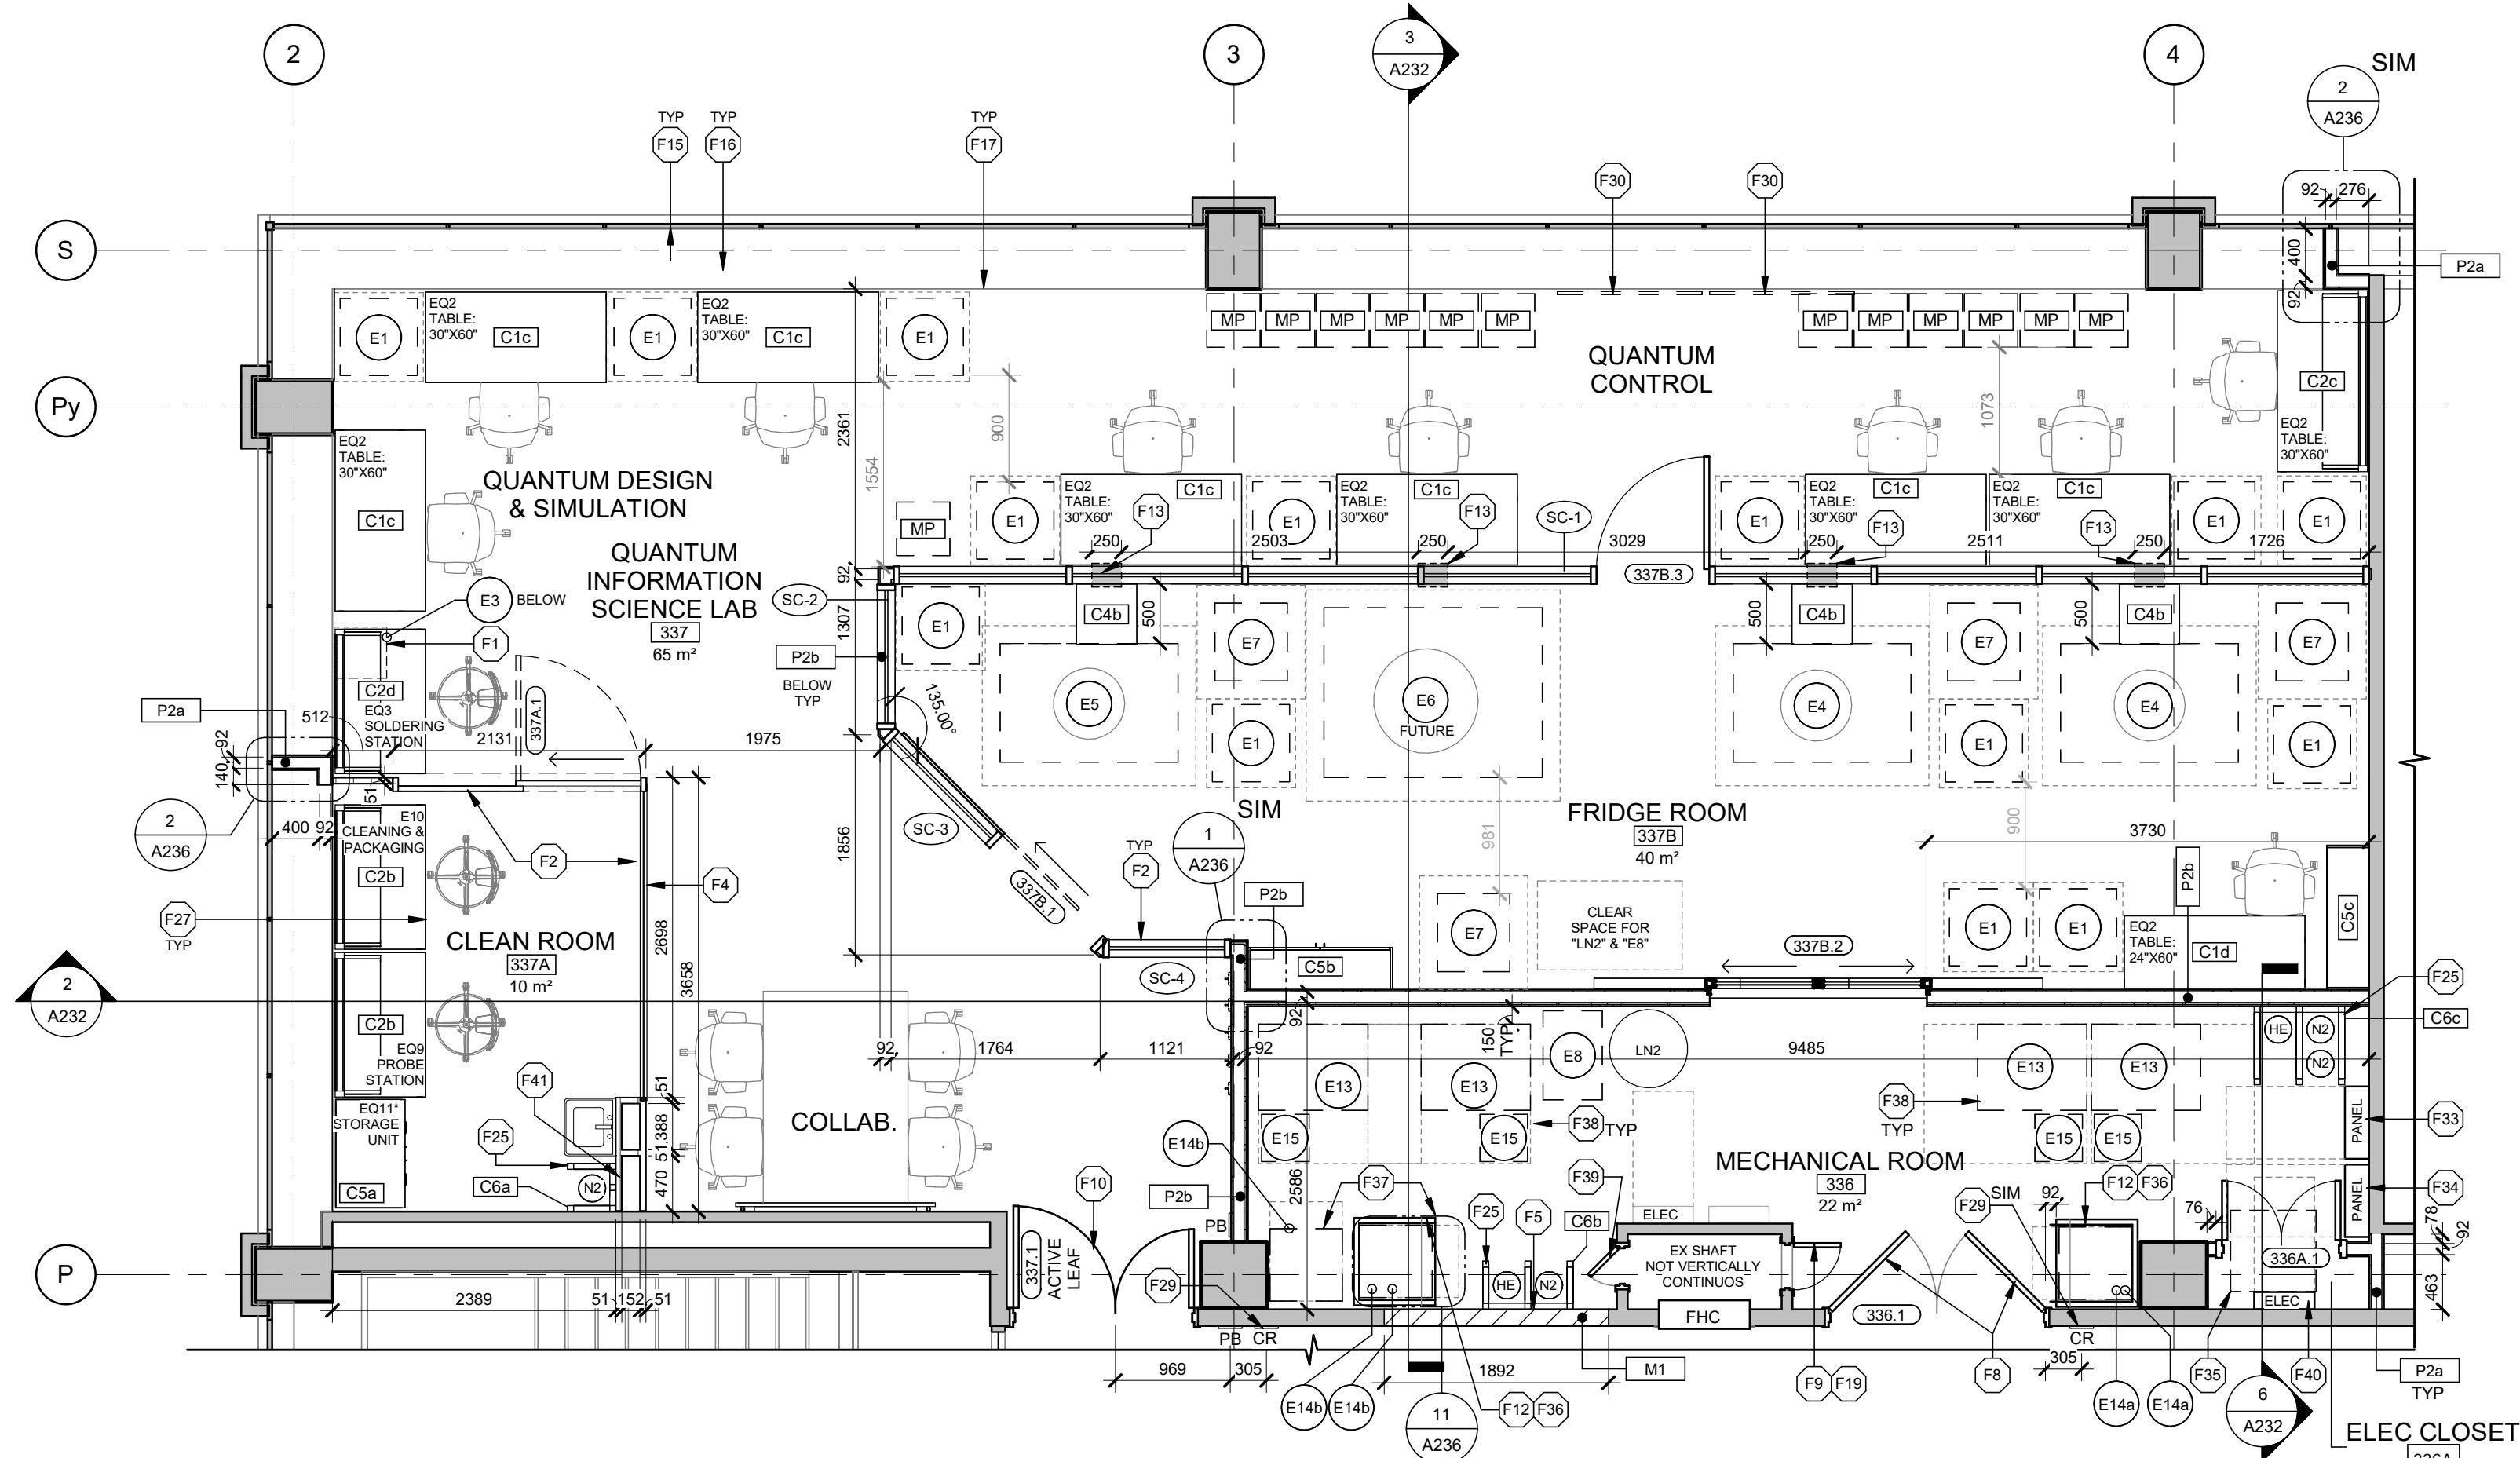 2
3
4
3
A232
SIM
2
A236
TYP
F15
TYP
F16
TYP
F17
F30
F30
S
92
276
400
92
P2a
E1
EQ2
TABLE:
30"X60"
C1c
E1
EQ2
TABLE:
30"X60"
C1c
E1
MP
MP
MP
MP
MP
MP
MP
MP
MP
MP
MP
MP
QUANTUM
CONTROL
C2c
EQ2
TABLE:
30"X60"
Py
2361
1554
900
1073
EQ2
TABLE:
30"X60"
C1c
QUANTUM DESIGN
& SIMULATION
QUANTUM
INFORMATION
SCIENCE LAB
337
65 m²
MP
E1
EQ2
TABLE:
30"X60"
C1c
F13
E1
EQ2
TABLE:
30"X60"
C1c
F13
SC-1
E1
EQ2
TABLE:
30"X60"
C1c
F13
EQ2
TABLE:
30"X60"
C1c
F13
E1
E1
250
2503
250
3029
250
2511
250
1726
92
337B.3
E3
BELOW
F1
SC-2
1307
P2b
BELOW
TYP
E1
C4b
500
E7
C4b
500
E7
C4b
500
E7
E5
E6
FUTURE
E4
E4
E1
E1
E1
135.00°
C2d
EQ3
SOLDERING
STATION
337A.1
P2a
512
2131
1975
92
140
51
400
92
2
A236
SC-3
1856
SIM
1
A236
FRIDGE ROOM
337B
40 m²
981
900
3730
E10
CLEANING &
PACKAGING
C2b
F2
F4
F27
TYP
TYP
F2
337B.1
P2b
E7
CLEAR
SPACE FOR
"LN2" & "E8"
E1
E1
P2b
EQ2
TABLE:
24"X60"
C1d
C5c
CLEAN ROOM
337A
10 m²
2698
3658
SC-4
C5b
337B.2
F25
2
A232
C2b
EQ9
PROBE
STATION
92
150
TYP
E8
LN2
HE
N2
N2
C6c
92
1764
1121
92
9485
E13
E13
E13
E13
F41
51
388
51
470
EQ11*
STORAGE
UNIT
C5a
F25
N2
C6a
COLLAB.
E14b
E15
E15
F38
TYP
F38
TYP
E15
E15
PANEL
F33
MECHANICAL ROOM
336
22 m²
2586
P2b
F37
F39
F10
F25
F5
C6b
ELEC
F29
SIM
92
F12
F36
76
PANEL
F34
78
92
PB
337.1
ACTIVE
LEAF
HE
N2
EX SHAFT
NOT VERTICALLY
CONTINUOS
336A.1
P
F29
463
2389
51
152
51
FHC
336.1
ELEC
PB
CR
CR
969
305
1892
M1
F9
F19
F8
305
F35
F40
P2a
TYP
E14b
E14b
11
A236
F12
F36
E14a
E14a
6
A232
ELEC CLOSET